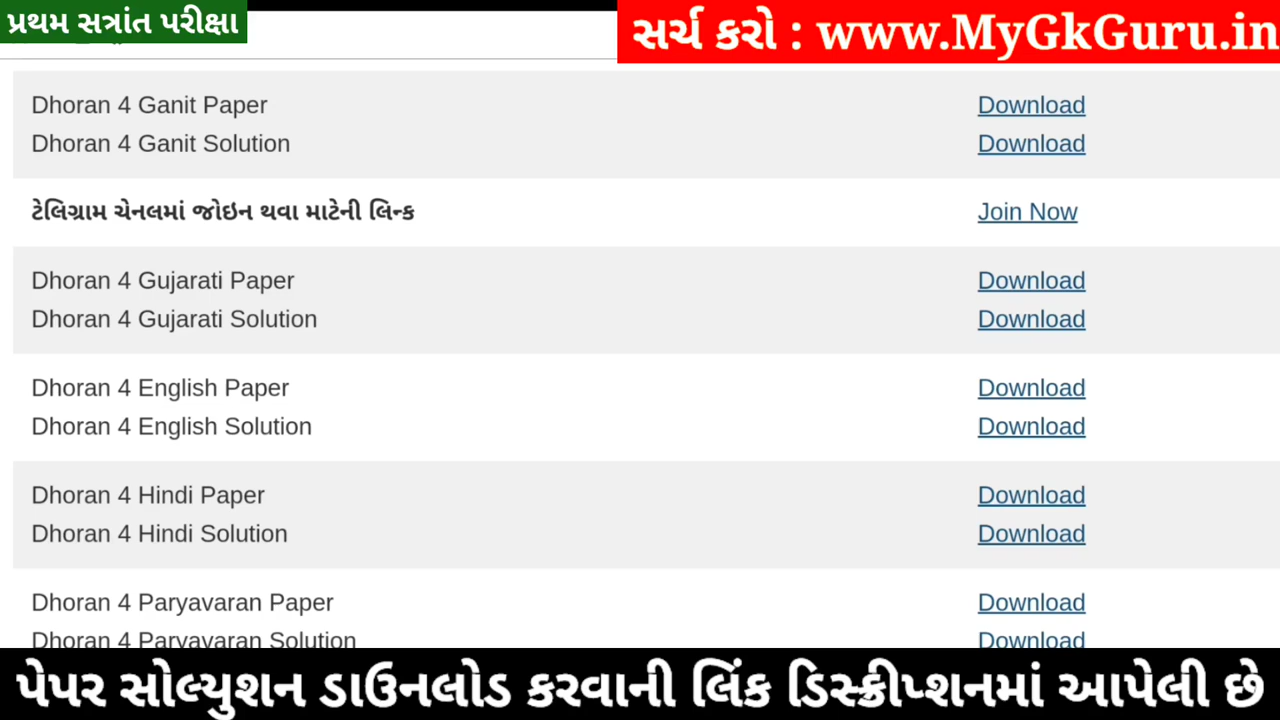 પ્રથમ સત્રાંત પરીક્ષા
સર્ચ કરો : www.MyGkGuru.in
Dhoran 4 Ganit Paper Download
Dhoran 4 Ganit Solution Download
ટેલિગ્રામ ચેનલમાં જોઇન થવા માટેની લિન્ક Join Now
Dhoran 4 Gujarati Paper Download
Dhoran 4 Gujarati Solution Download
Dhoran 4 English Paper Download
Dhoran 4 English Solution Download
Dhoran 4 Hindi Paper Download
Dhoran 4 Hindi Solution Download
Dhoran 4 Paryavaran Paper Download
Dhoran 4 Paryavaran Solution Download
પેપર સોલ્યુશન ડાઉનલોડ કરવાની લિંક ડિસ્ક્રીપ્શનમાં આપેલી છે